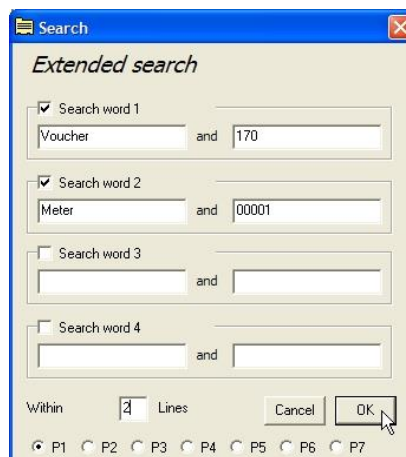 Search
Extended search
Search word 1
Voucher and 170
Search word 2
Meter and 00001
Search word 3
and
Search word 4
and
Within 2 Lines Cancel OK
P1 P2 P3 P4 P5 P6 P7